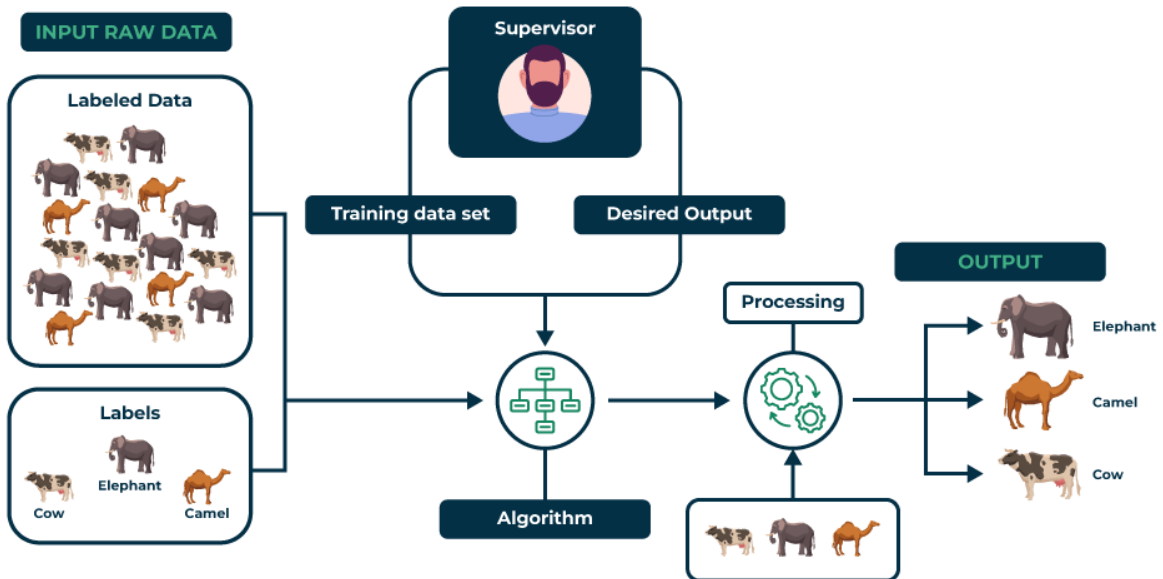 INPUT RAW DATA
Labeled Data
Labels
Elephant
Cow
Camel
Supervisor
Training data set
Desired Output
Algorithm
Processing
OUTPUT
Elephant
Camel
Cow